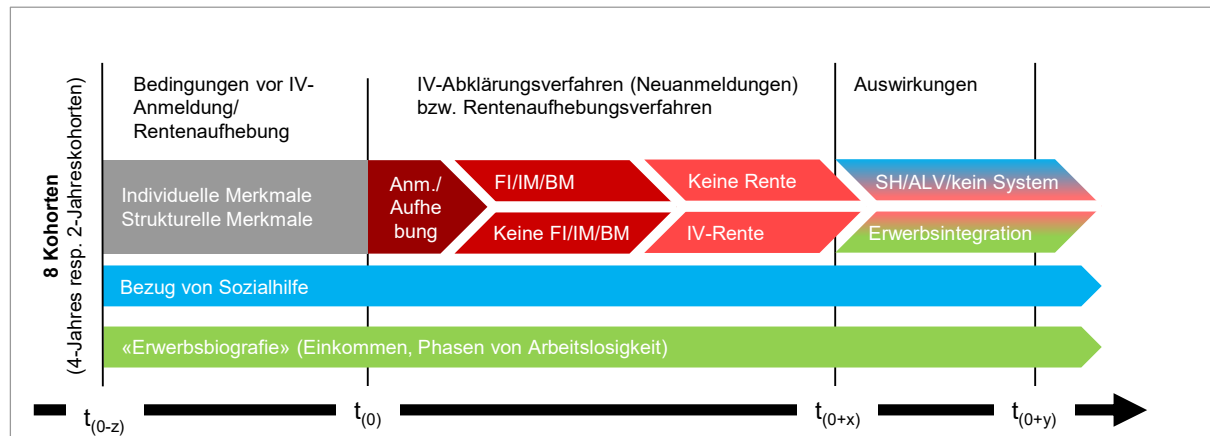 Bedingungen vor IV-
Anmeldung/
Rentenaufhebung
IV-Abklärungsverfahren (Neuanmeldungen)
bzw. Rentenaufhebungsverfahren
Auswirkungen
8 Kohorten
(4-Jahres resp. 2-Jahreskohorten)
Individuelle Merkmale
Strukturelle Merkmale
Anm./
Aufhe
bung
FI/IM/BM
Keine FI/IM/BM
Keine Rente
IV-Rente
SH/ALV/kein System
Erwerbsintegration
Bezug von Sozialhilfe
«Erwerbsbiografie» (Einkommen, Phasen von Arbeitslosigkeit)
t(0-z)
t(0)
t(0+x)
t(0+y)